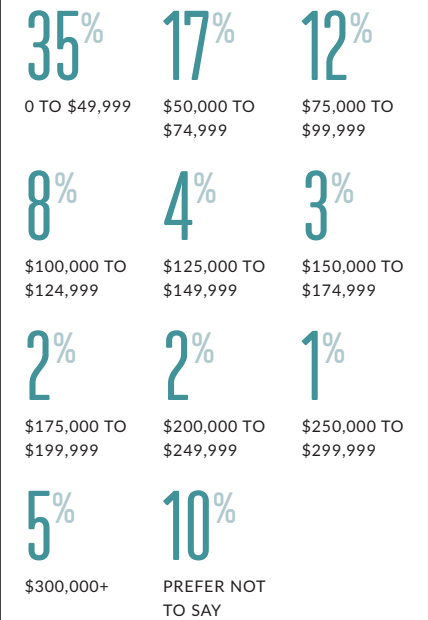 35%
0 TO $49,999
17%
$50,000 TO
$74,999
12%
$75,000 TO
$99,999
8%
$100,000 TO
$124,999
4%
$125,000 TO
$149,999
3%
$150,000 TO
$174,999
2%
$175,000 TO
$199,999
2%
$200,000 TO
$249,999
1%
$250,000 TO
$299,999
5%
$300,000+
10%
PREFER NOT
TO SAY